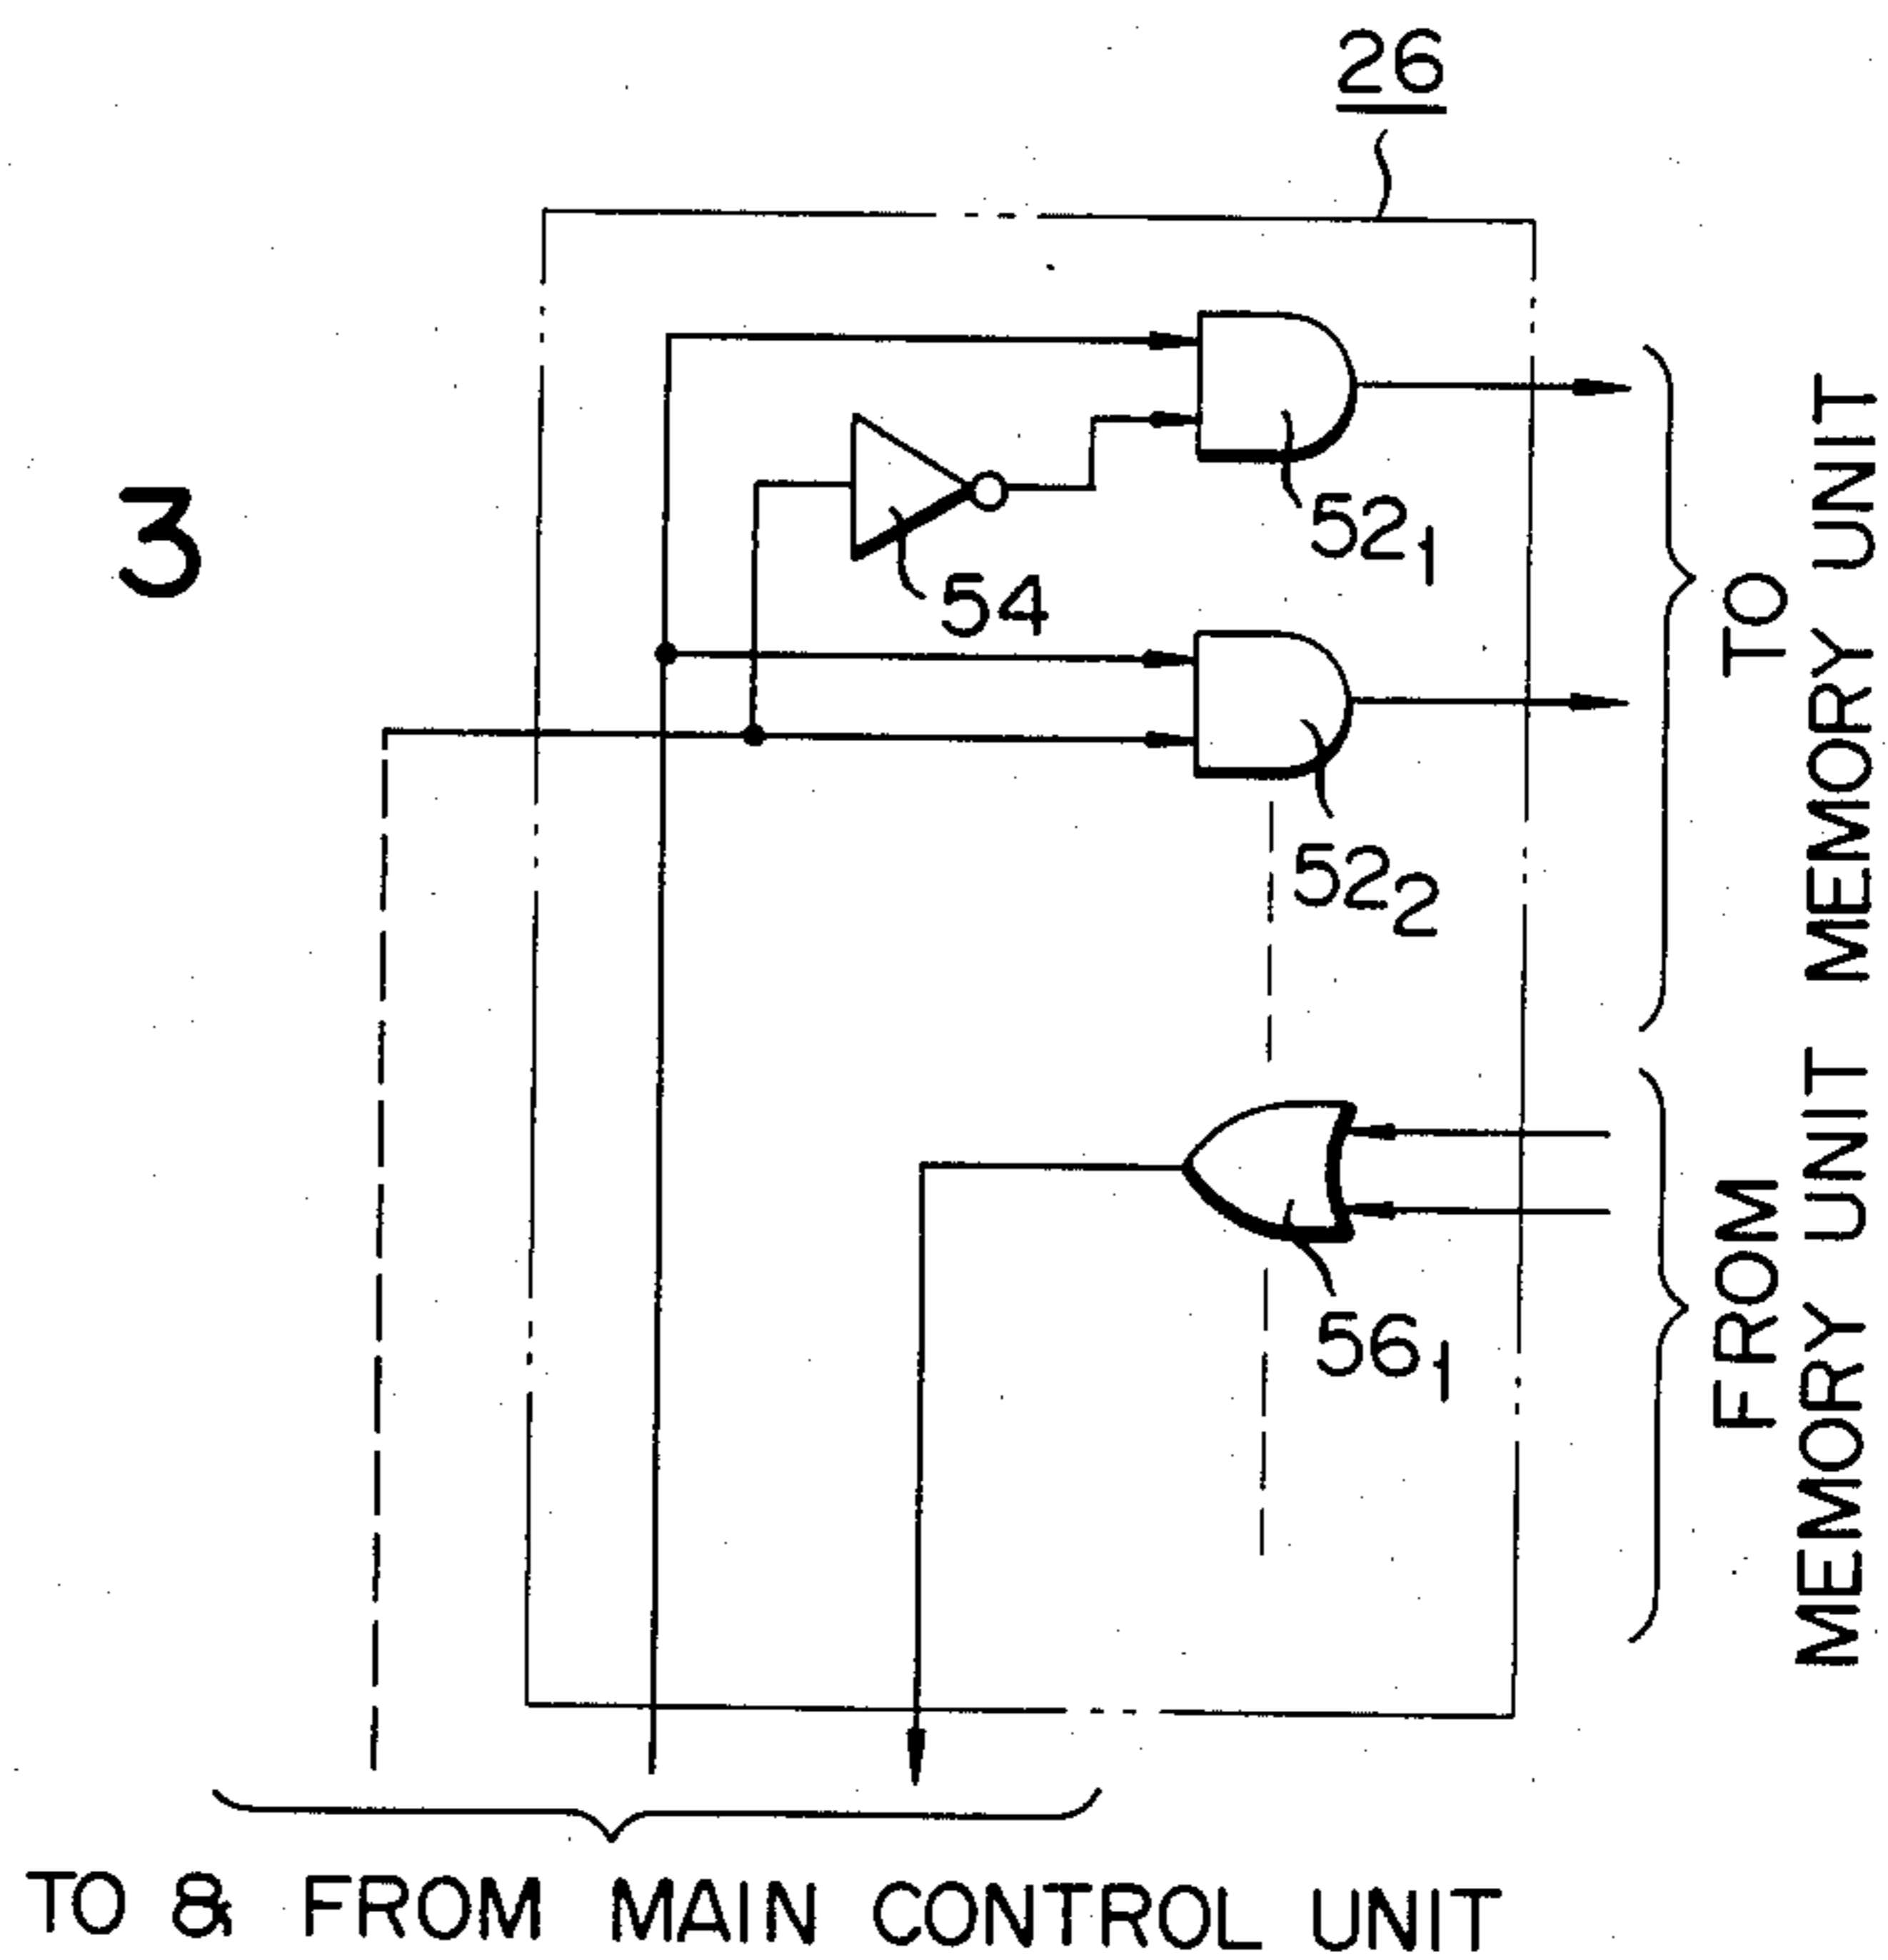 26
3
52₁
54
52₂
56₁
TO
MEMORY UNIT
FROM
MEMORY UNIT
TO & FROM MAIN CONTROL UNIT